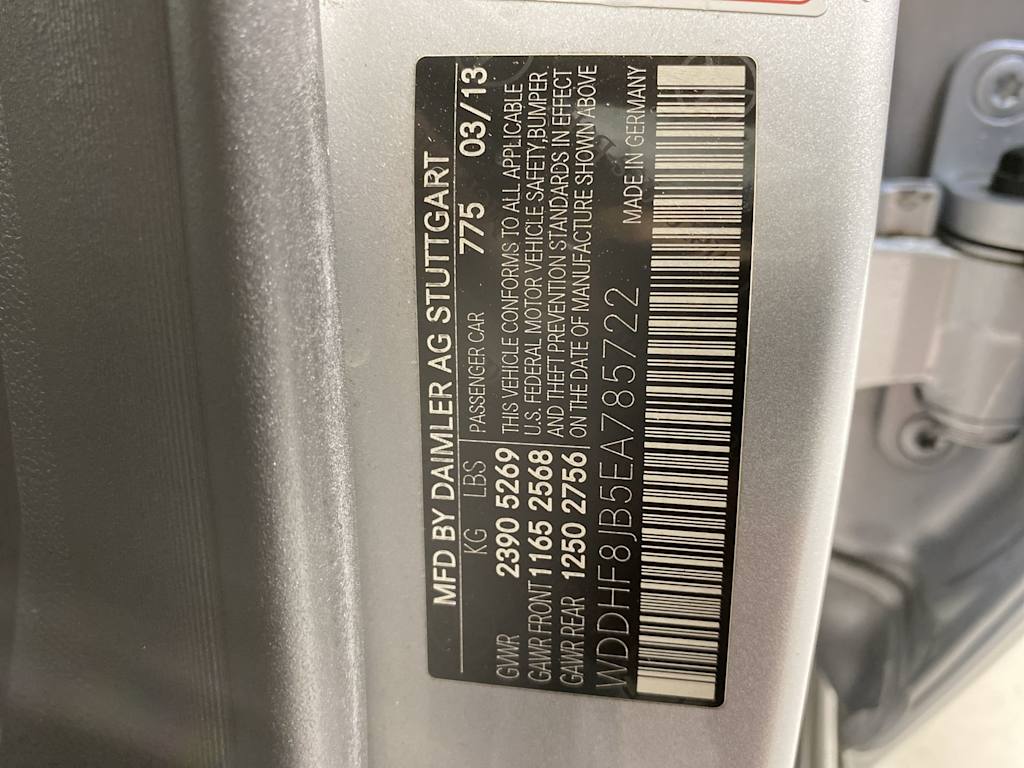 MFD BY DAIMLER AG STUTTGART
KG LBS PASSENGER CAR 775 03/13
GVWR 2390 5269 THIS VEHICLE CONFORMS TO ALL APPLICABLE
GAWR FRONT 1165 2568 U.S. FEDERAL MOTOR VEHICLE SAFETY/BUMPER
GAWR REAR 1250 2756 AND THEFT PREVENTION STANDARDS IN EFFECT
ON THE DATE OF MANUFACTURE SHOWN ABOVE
WDDHF8JB5EA785722 MADE IN GERMANY